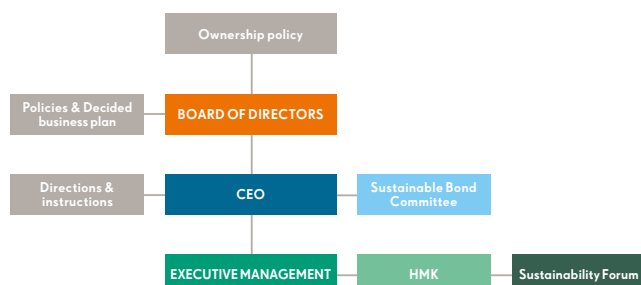 Ownership policy
Policies & Decided
business plan
BOARD OF DIRECTORS
Directions &
instructions
CEO
Sustainable Bond
Committee
EXECUTIVE MANAGEMENT
HMK
Sustainability Forum